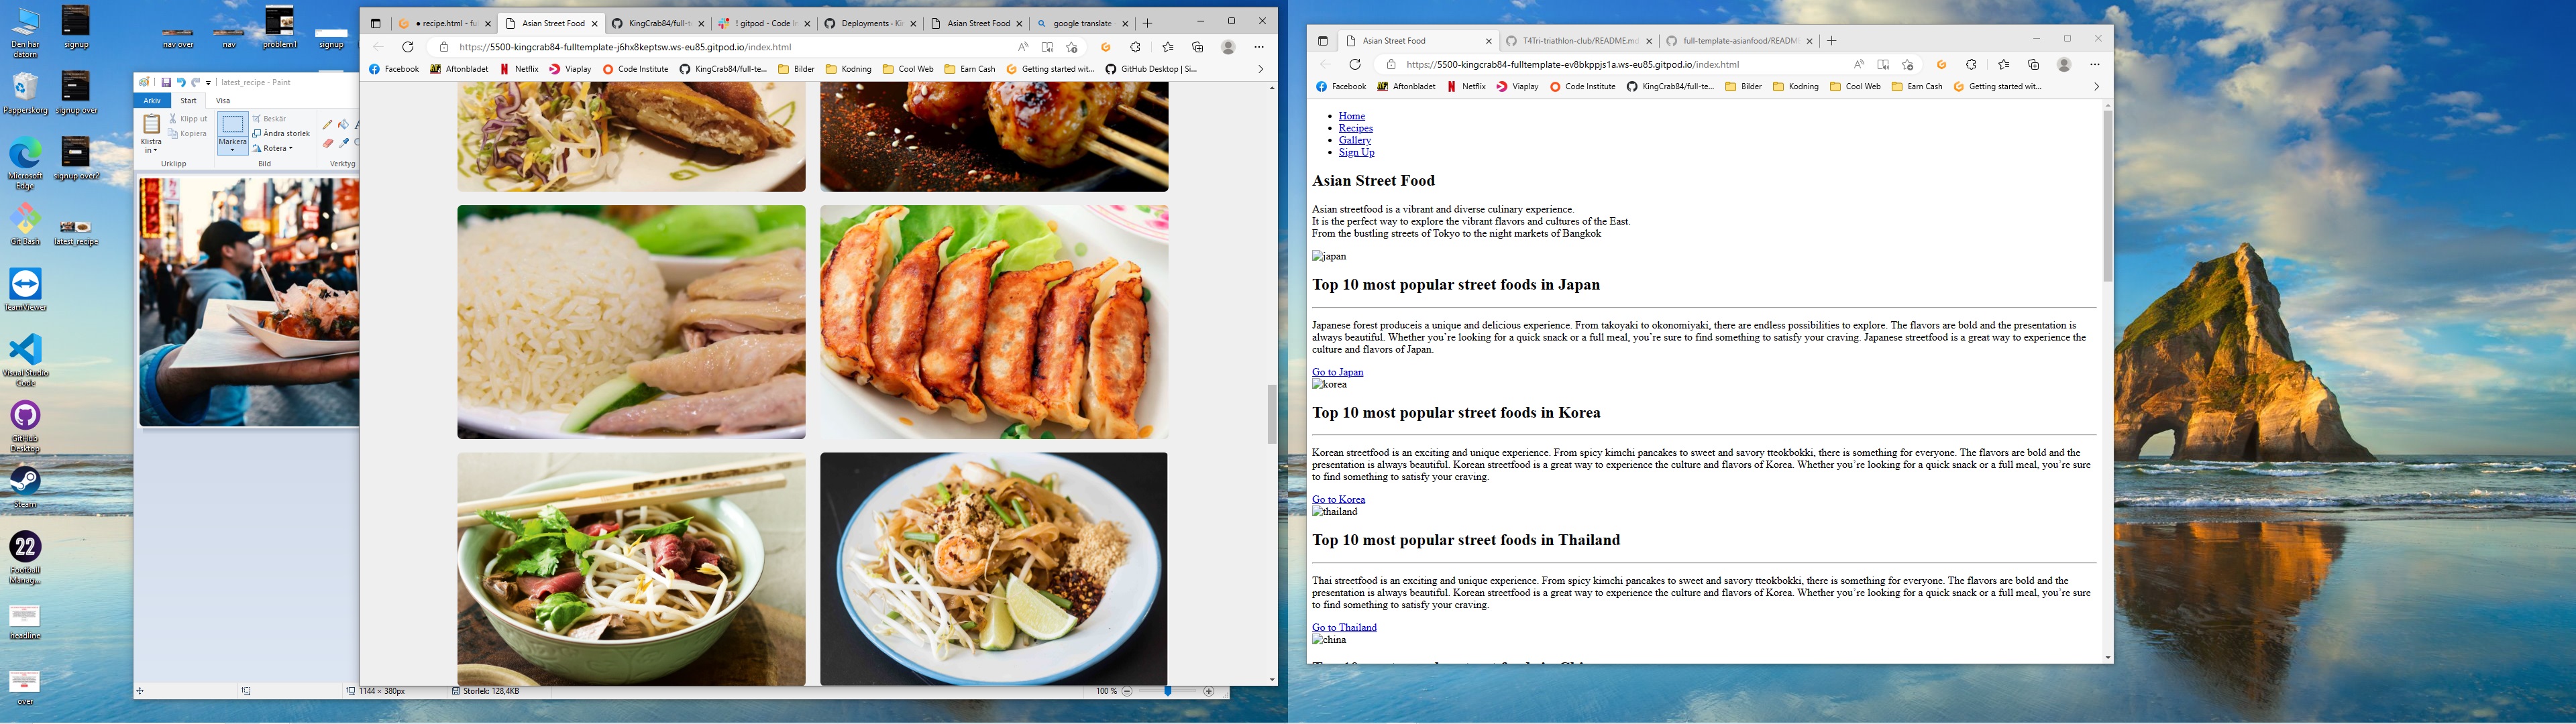 Den här
datorn
signup
nav over
nav
problem1
signup
Papperskorg
signup over
Microsoft
Edge
signup over2
Git Bash
latest_recipe
TeamViewer
Visual Studio
Code
GitHub
Desktop
Steam
22
Football
Manag...
headline
over
latest_recipe - Paint
Arkiv
Start
Visa
Klistra
in
Klipp ut
Kopiera
Urklipp
Markera
Beskär
Ändra storlek
Rotera
Bild
Verktyg
1144 × 380px
Storlek: 128,4KB
100 %
recipe.html - ful
Asian Street Food
KingCrab84/full-t
! gitpod - Code In
Deployments · Ki
Asian Street Food
google translate
https://5500-kingcrab84-fulltemplate-j6hx8keptsw.ws-eu85.gitpod.io/index.html
Facebook
Aftonbladet
Netflix
Viaplay
Code Institute
KingCrab84/full-te...
Bilder
Kodning
Cool Web
Earn Cash
Getting started wit...
GitHub Desktop | Si...
Asian Street Food
T4Tri-triathlon-club/README.md
full-template-asianfood/README
https://5500-kingcrab84-fulltemplate-ev8bkppjs1a.ws-eu85.gitpod.io/index.html
Facebook
Aftonbladet
Netflix
Viaplay
Code Institute
KingCrab84/full-te...
Bilder
Kodning
Cool Web
Earn Cash
Getting started wit...
Home
Recipes
Gallery
Sign Up
Asian Street Food
Asian streetfood is a vibrant and diverse culinary experience.
It is the perfect way to explore the vibrant flavors and cultures of the East.
From the bustling streets of Tokyo to the night markets of Bangkok
japan
Top 10 most popular street foods in Japan
Japanese forest produceis a unique and delicious experience. From takoyaki to okonomiyaki, there are endless possibilities to explore. The flavors are bold and the presentation is
always beautiful. Whether you’re looking for a quick snack or a full meal, you’re sure to find something to satisfy your craving. Japanese streetfood is a great way to experience the
culture and flavors of Japan.
Go to Japan
korea
Top 10 most popular street foods in Korea
Korean streetfood is an exciting and unique experience. From spicy kimchi pancakes to sweet and savory tteokbokki, there is something for everyone. The flavors are bold and the
presentation is always beautiful. Korean streetfood is a great way to experience the culture and flavors of Korea. Whether you’re looking for a quick snack or a full meal, you’re sure
to find something to satisfy your craving.
Go to Korea
thailand
Top 10 most popular street foods in Thailand
Thai streetfood is an exciting and unique experience. From spicy kimchi pancakes to sweet and savory tteokbokki, there is something for everyone. The flavors are bold and the
presentation is always beautiful. Korean streetfood is a great way to experience the culture and flavors of Korea. Whether you’re looking for a quick snack or a full meal, you’re sure
to find something to satisfy your craving.
Go to Thailand
china